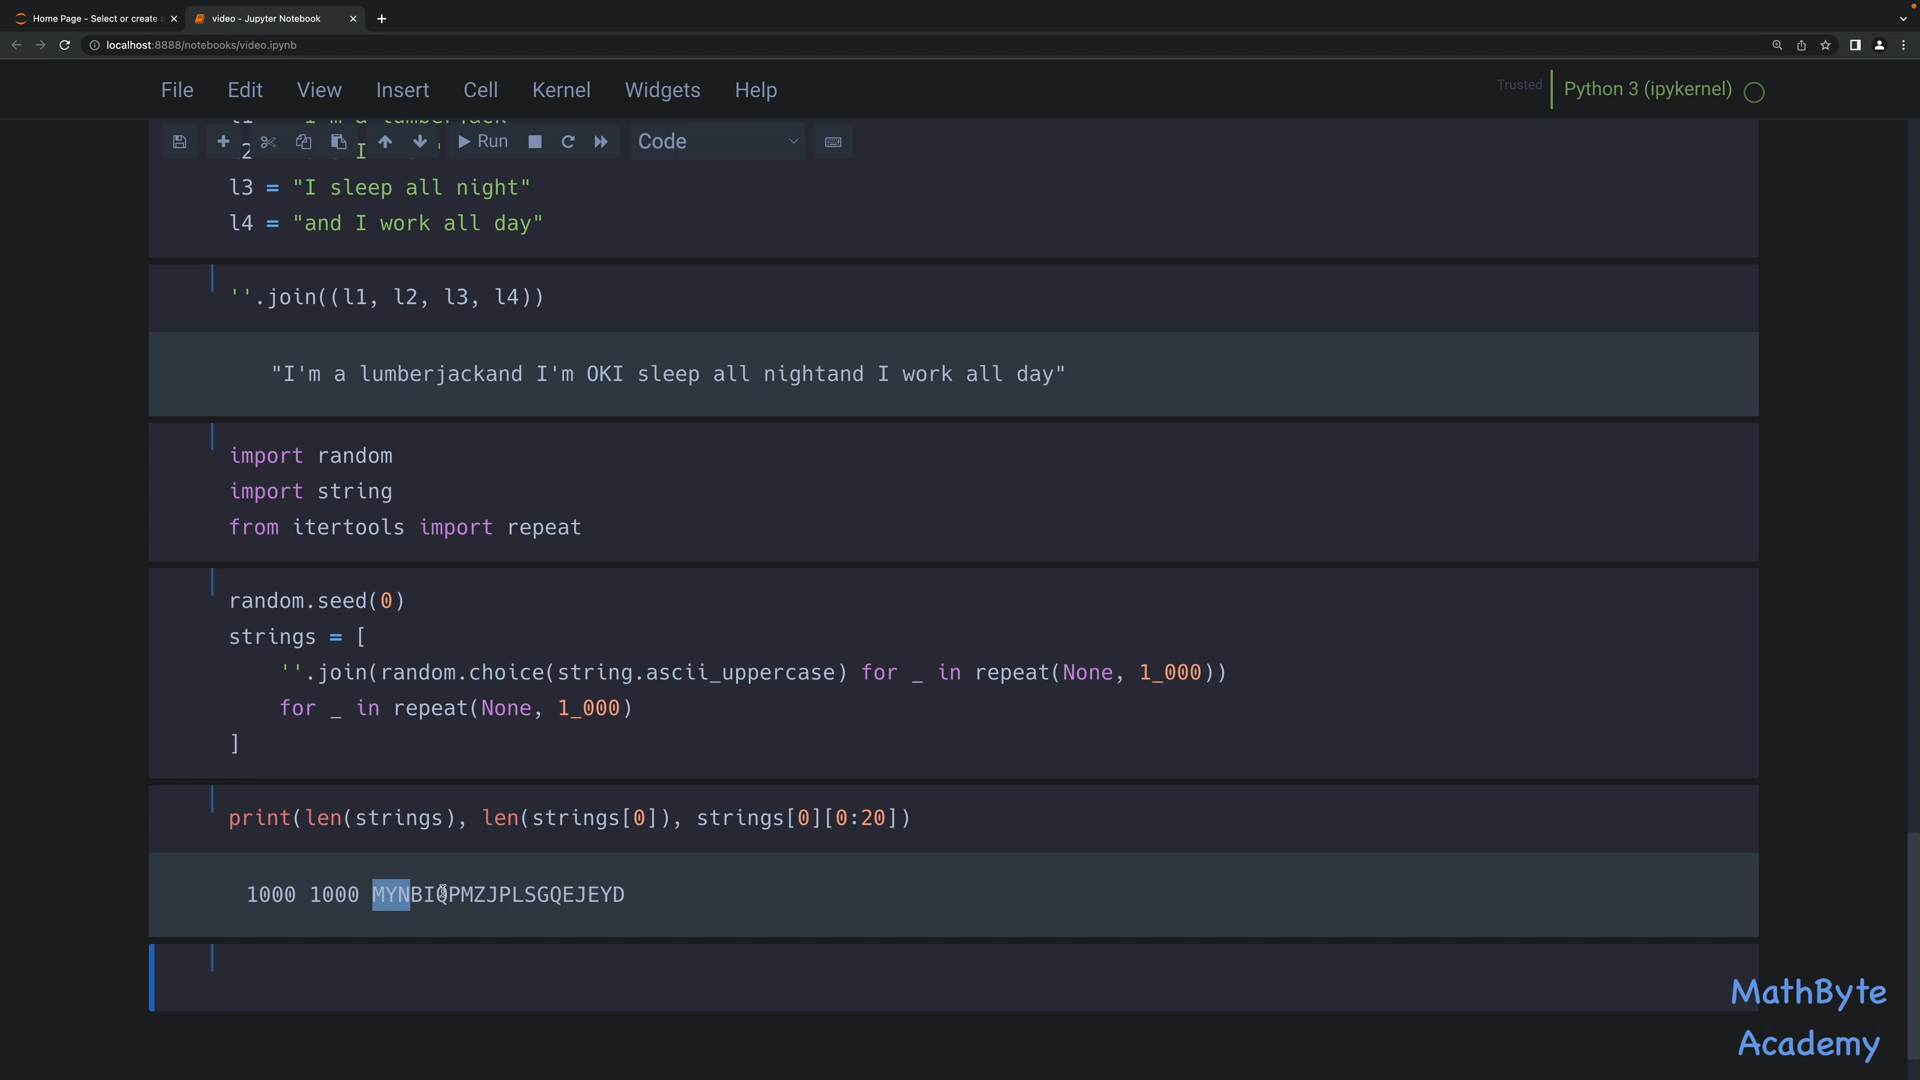 Home Page - Select or create a
video - Jupyter Notebook
localhost:8888/notebooks/video.ipynb
File Edit View Insert Cell Kernel Widgets Help
Trusted
Python 3 (ipykernel)
Run
Code
l3 = "I sleep all night"
l4 = "and I work all day"
''.join((l1, l2, l3, l4))
"I'm a lumberjackand I'm OKI sleep all nightand I work all day"
import random
import string
from itertools import repeat
random.seed(0)
strings = [
''.join(random.choice(string.ascii_uppercase) for _ in repeat(None, 1_000))
for _ in repeat(None, 1_000)
]
print(len(strings), len(strings[0]), strings[0][0:20])
1000 1000 MYNBIQPMZJPLSGQEJEYD
MathByte
Academy